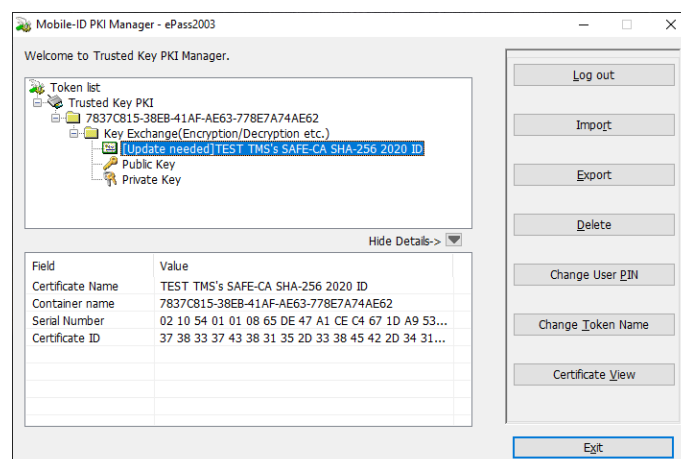 Mobile-ID PKI Manager - ePass2003
Welcome to Trusted Key PKI Manager.
Token list
Trusted Key PKI
7837C815-38EB-41AF-AE63-778E7A74AE62
Key Exchange(Encryption/Decryption etc.)
[Update needed]TEST TMS's SAFE-CA SHA-256 2020 ID
Public Key
Private Key
Hide Details->
Field Value
Certificate Name TEST TMS's SAFE-CA SHA-256 2020 ID
Container name 7837C815-38EB-41AF-AE63-778E7A74AE62
Serial Number 02 10 54 01 01 08 65 DE 47 A1 CE C4 67 1D A9 53...
Certificate ID 37 38 33 37 43 38 31 35 2D 33 38 45 42 2D 34 31...
Log out
Import
Export
Delete
Change User PIN
Change Token Name
Certificate View
Exit